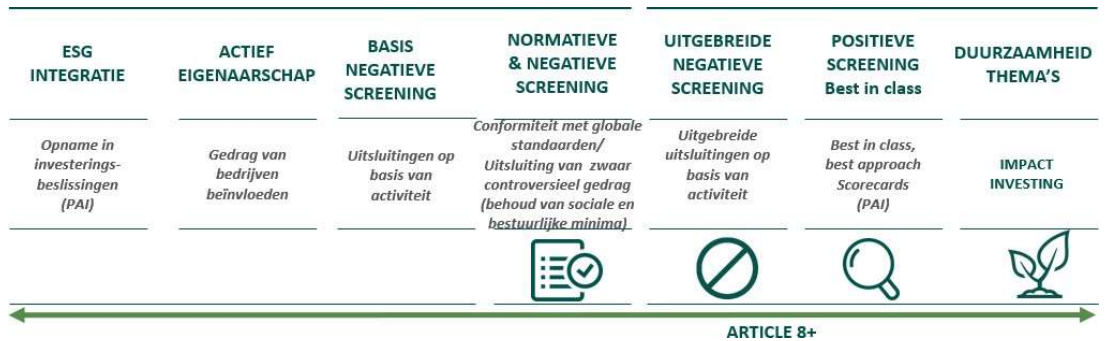 ESG
INTEGRATIE
ACTIEF
EIGENAARSCHAP
BASIS
NEGATIEVE
SCREENING
NORMATIEVE
& NEGATIEVE
SCREENING
UITGEBREIDE
NEGATIEVE
SCREENING
POSITIEVE
SCREENING
Best in class
DUURZAAMHEID
THEMA'S
Opname in
investerings-
beslissingen
(PAI)
Gedrag van
bedrijven
beïnvloeden
Uitsluitingen op
basis van
activiteit
Conformiteit met globale
standaarden/
Uitsluiting van zwaar
controversieel gedrag
(behoud van sociale en
bestuurlijke minima)
Uitgebreide
uitsluitingen op
basis van
activiteit
Best in class,
best approach
Scorecards
(PAI)
IMPACT
INVESTING
ARTICLE 8+